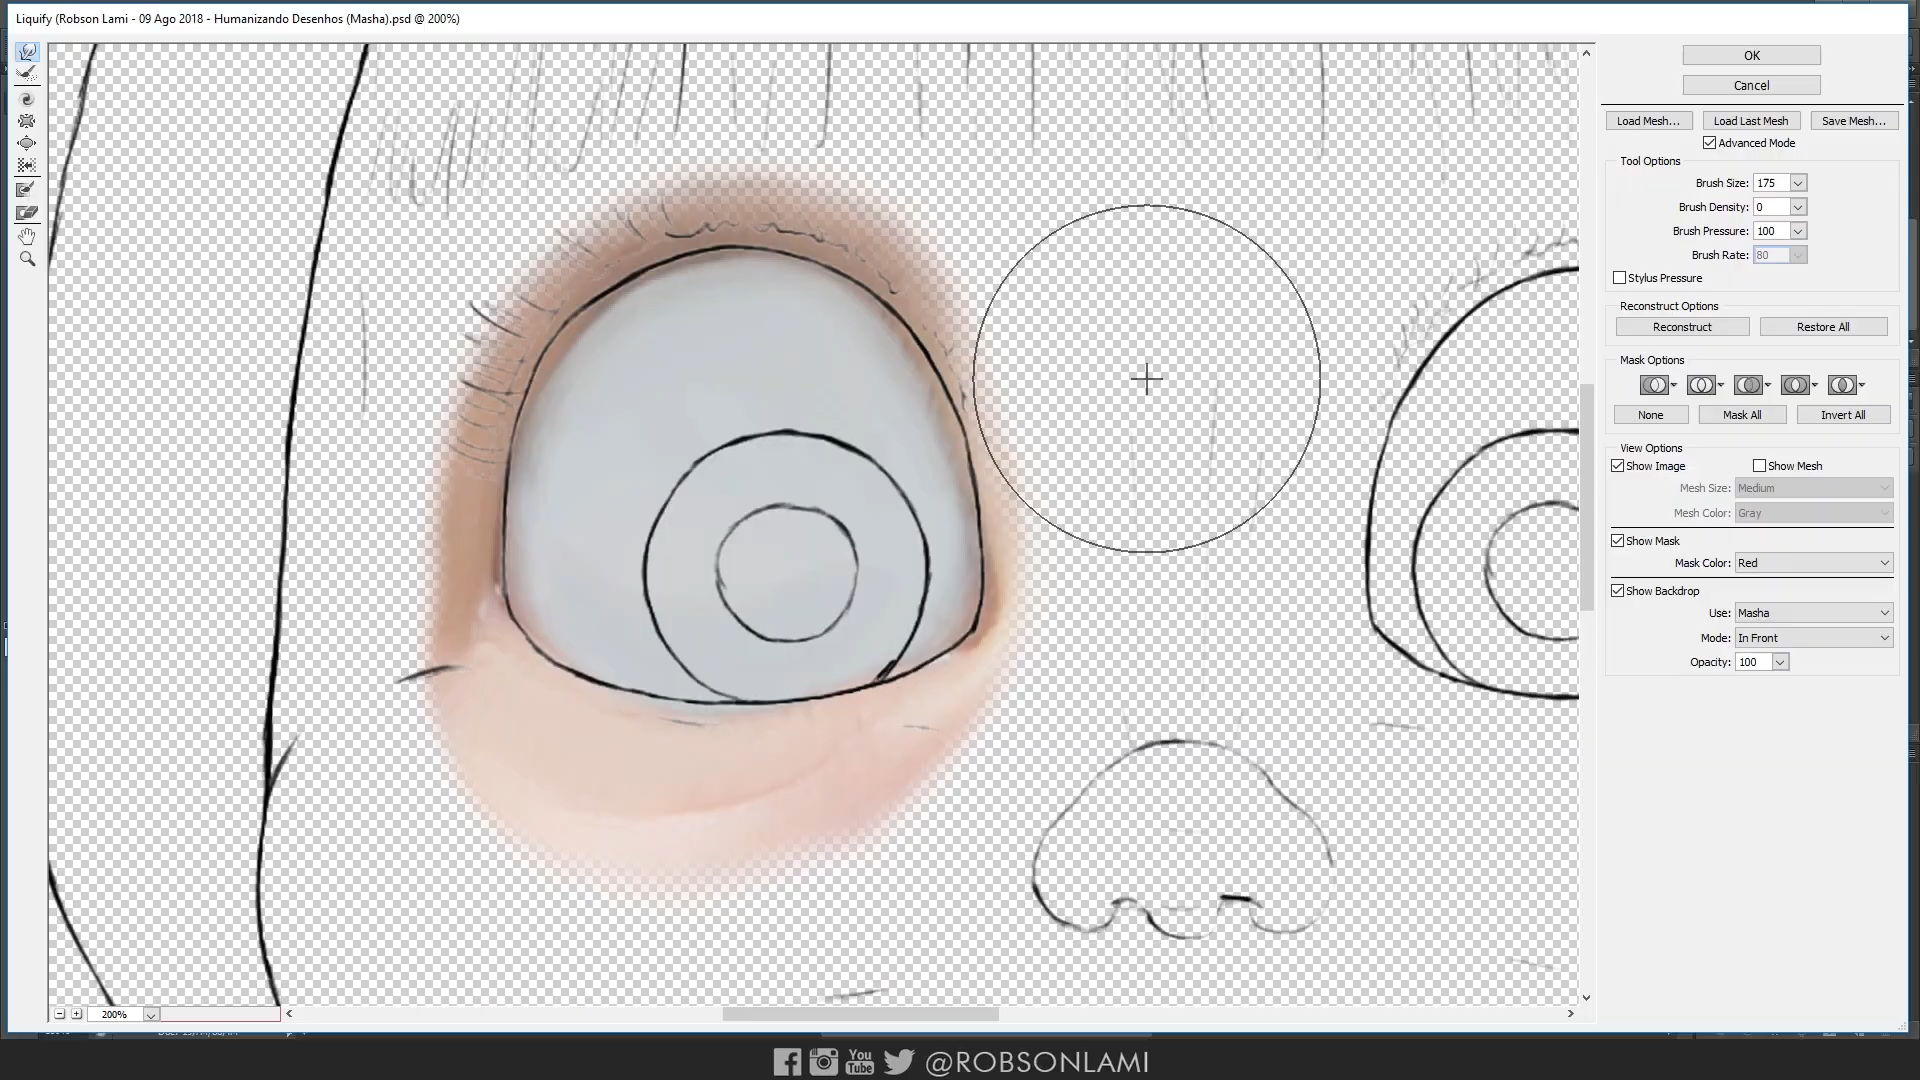 Liquify (Robson Lami - 09 Ago 2018 - Humanizando Desenhos (Masha).psd @ 200%)
OK
Cancel
Load Mesh...
Load Last Mesh
Save Mesh...
Advanced Mode
Tool Options
Brush Size: 175
Brush Density: 0
Brush Pressure: 100
Brush Rate: 80
Stylus Pressure
Reconstruct Options
Reconstruct
Restore All
Mask Options
None
Mask All
Invert All
View Options
Show Image
Show Mesh
Mesh Size: Medium
Mesh Color: Gray
Show Mask
Mask Color: Red
Show Backdrop
Use: Masha
Mode: In Front
Opacity: 100
200%
You Tube
@ROBSONLAMI